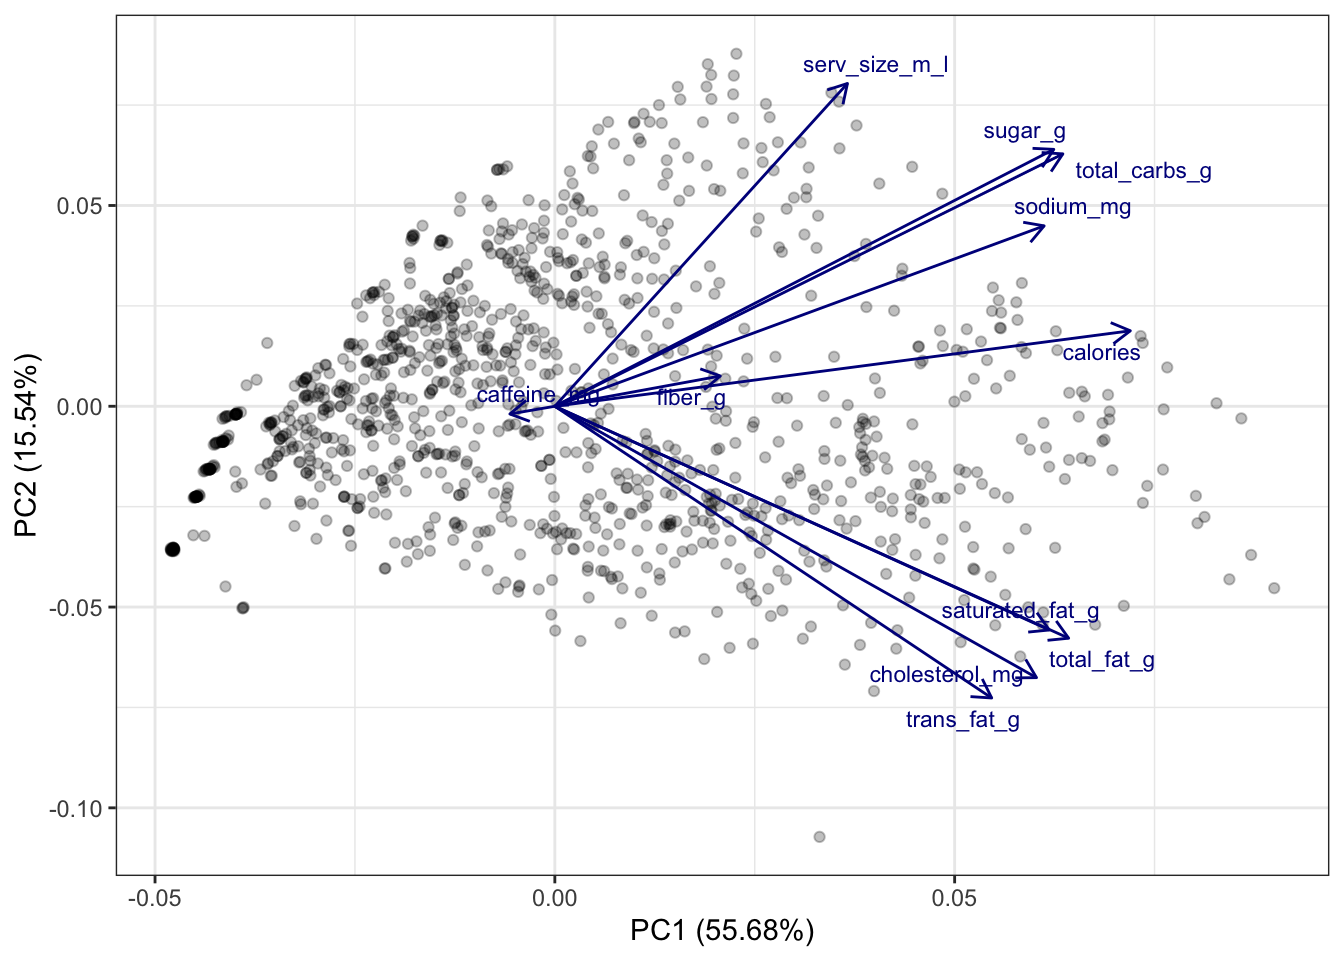 serv_size_m_l
sugar_g
total_carbs_g
sodium_mg
calories
caffeine_mg
fiber_g
saturated_fat_g
total_fat_g
cholesterol_mg
trans_fat_g
0.05
0.00
-0.05
-0.10
PC2 (15.54%)
-0.05
0.00
0.05
PC1 (55.68%)